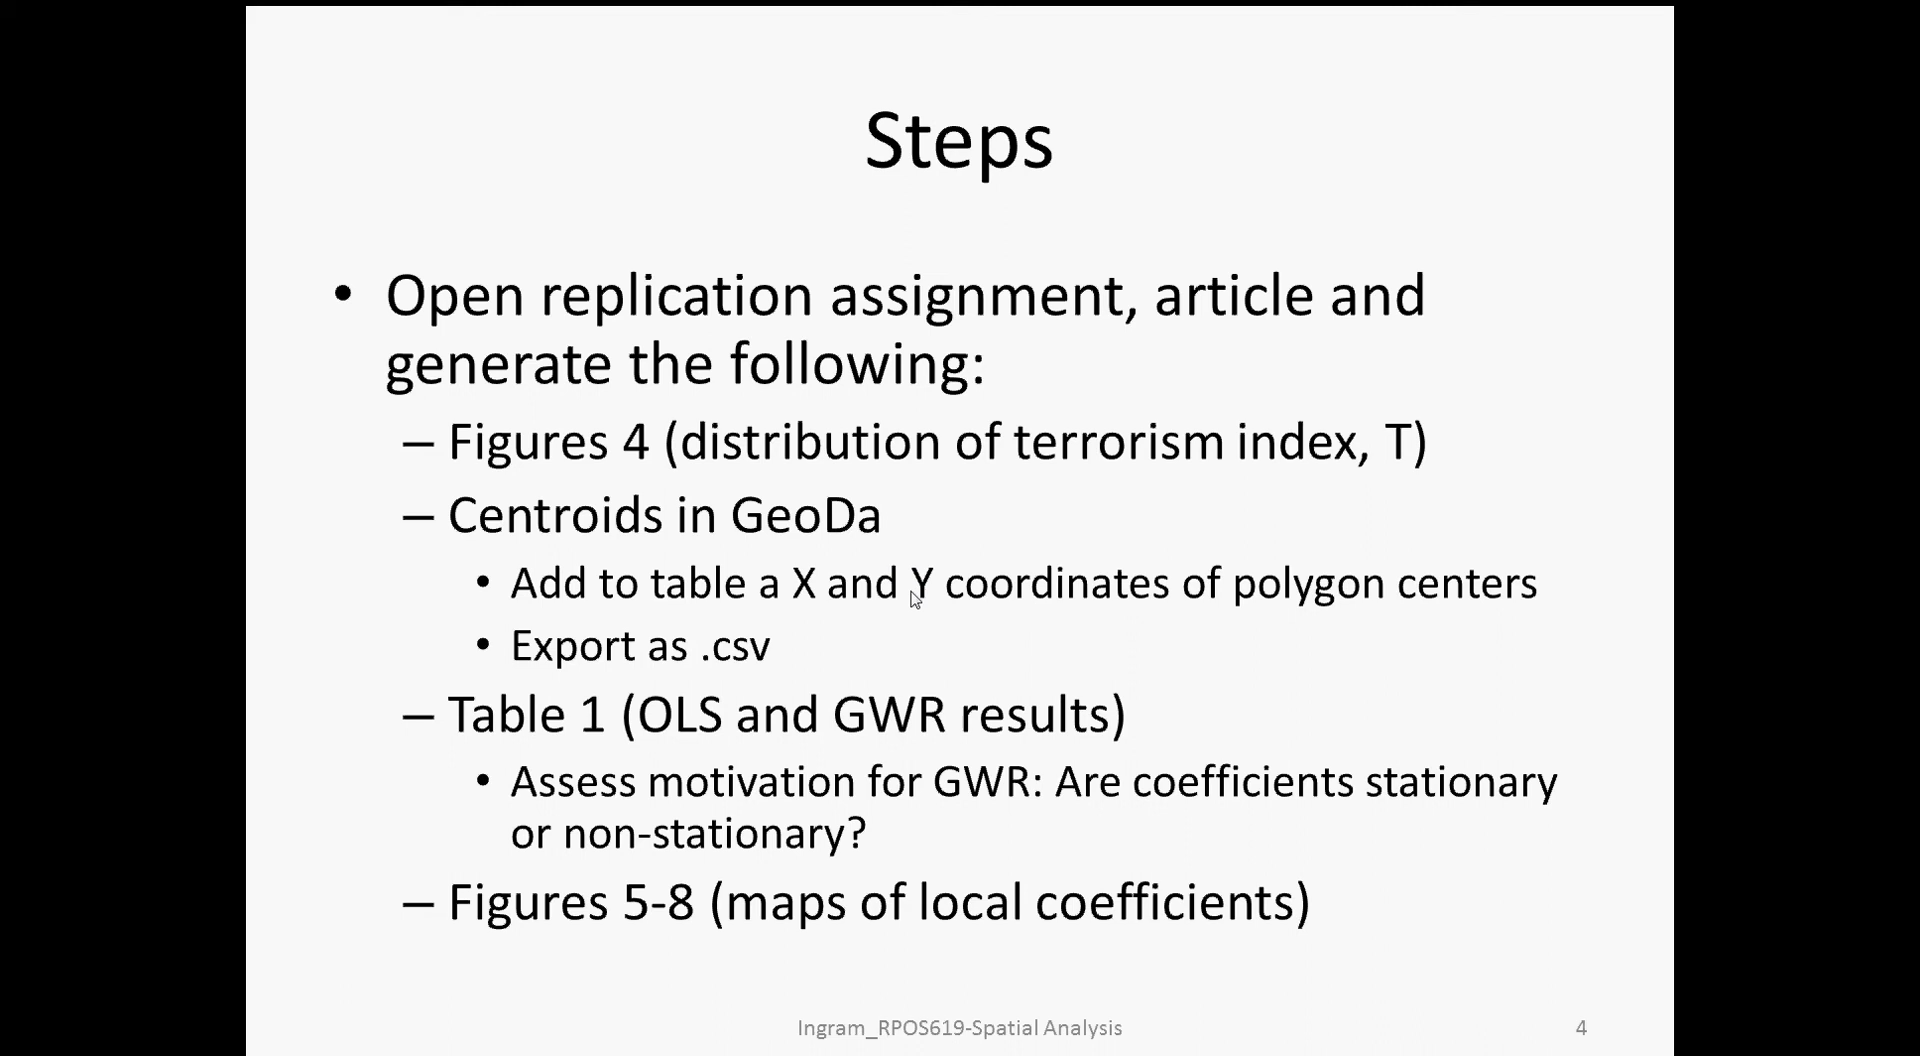 Steps
• Open replication assignment, article and
generate the following:
– Figures 4 (distribution of terrorism index, T)
– Centroids in GeoDa
• Add to table a X and Y coordinates of polygon centers
• Export as .csv
– Table 1 (OLS and GWR results)
• Assess motivation for GWR: Are coefficients stationary
or non-stationary?
– Figures 5-8 (maps of local coefficients)
Ingram_RPOS619-Spatial Analysis
4